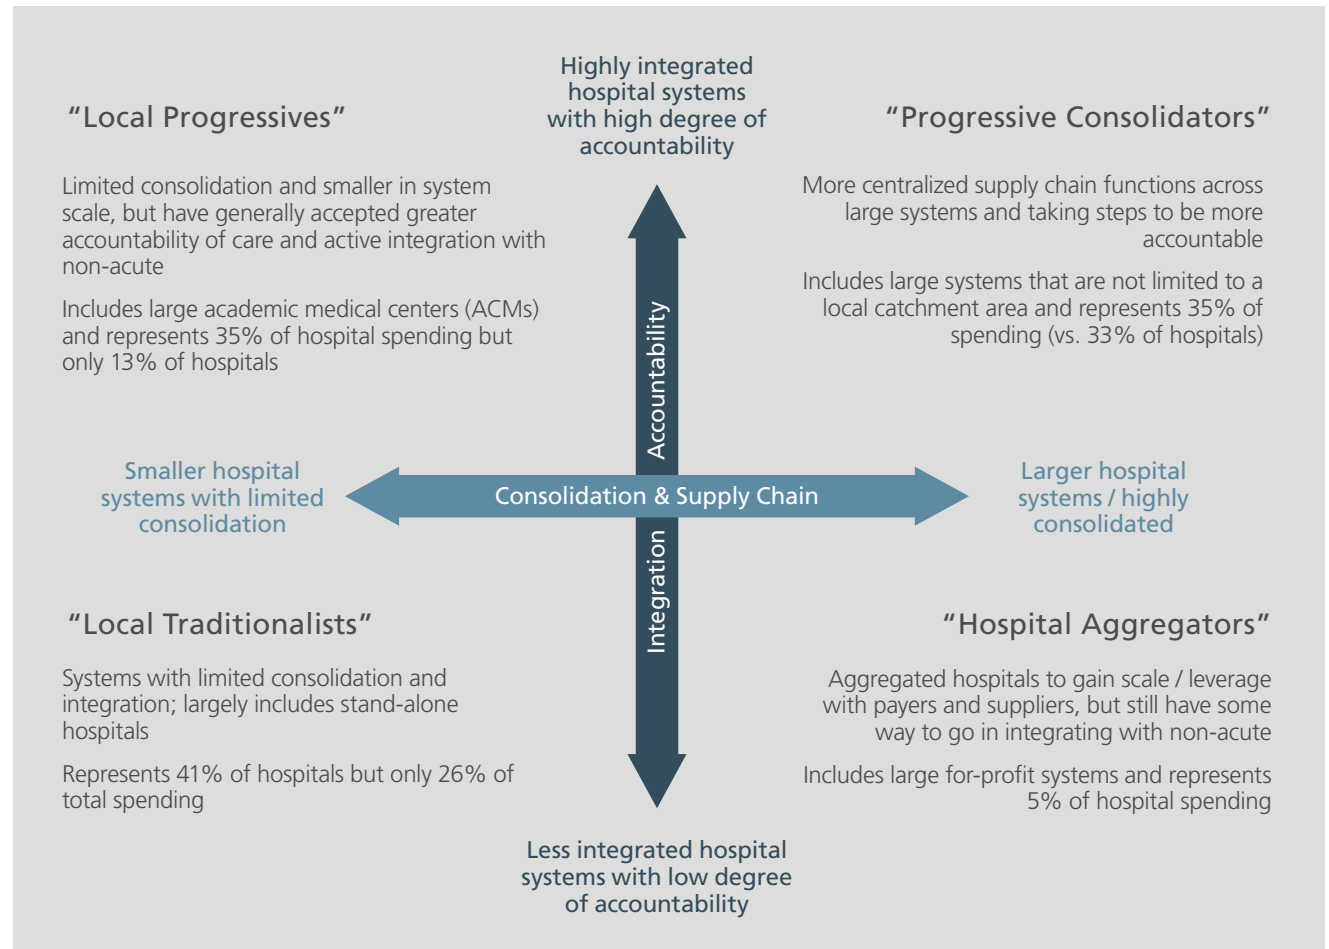 Highly integrated
hospital systems
with high degree of
accountability
“Local Progressives”
Limited consolidation and smaller in system
scale, but have generally accepted greater
accountability of care and active integration with
non-acute
Includes large academic medical centers (ACMs)
and represents 35% of hospital spending but
only 13% of hospitals
“Progressive Consolidators”
More centralized supply chain functions across
large systems and taking steps to be more
accountable
Includes large systems that are not limited to a
local catchment area and represents 35% of
spending (vs. 33% of hospitals)
Accountability
Smaller hospital
systems with limited
consolidation
Consolidation & Supply Chain
Larger hospital
systems / highly
consolidated
Integration
“Local Traditionalists”
Systems with limited consolidation and
integration; largely includes stand-alone
hospitals
Represents 41% of hospitals but only 26% of
total spending
“Hospital Aggregators”
Aggregated hospitals to gain scale / leverage
with payers and suppliers, but still have some
way to go in integrating with non-acute
Includes large for-profit systems and represents
5% of hospital spending
Less integrated hospital
systems with low degree
of accountability